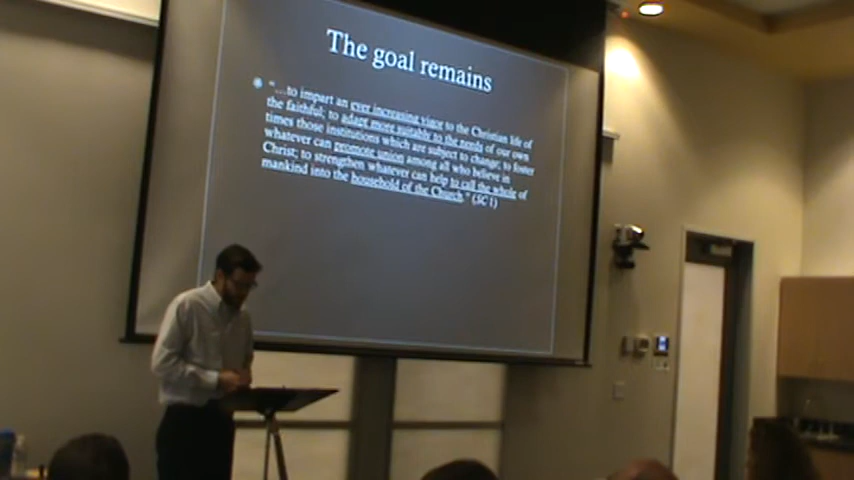 The goal remains
"...to impart an ever increasing vigor to the Christian life of
the faithful; to adapt more suitably to the needs of our own
times those institutions which are subject to change; to foster
whatever can promote union among all who believe in
Christ; to strengthen whatever can help to call the whole of
mankind into the household of the Church." (SC 1)